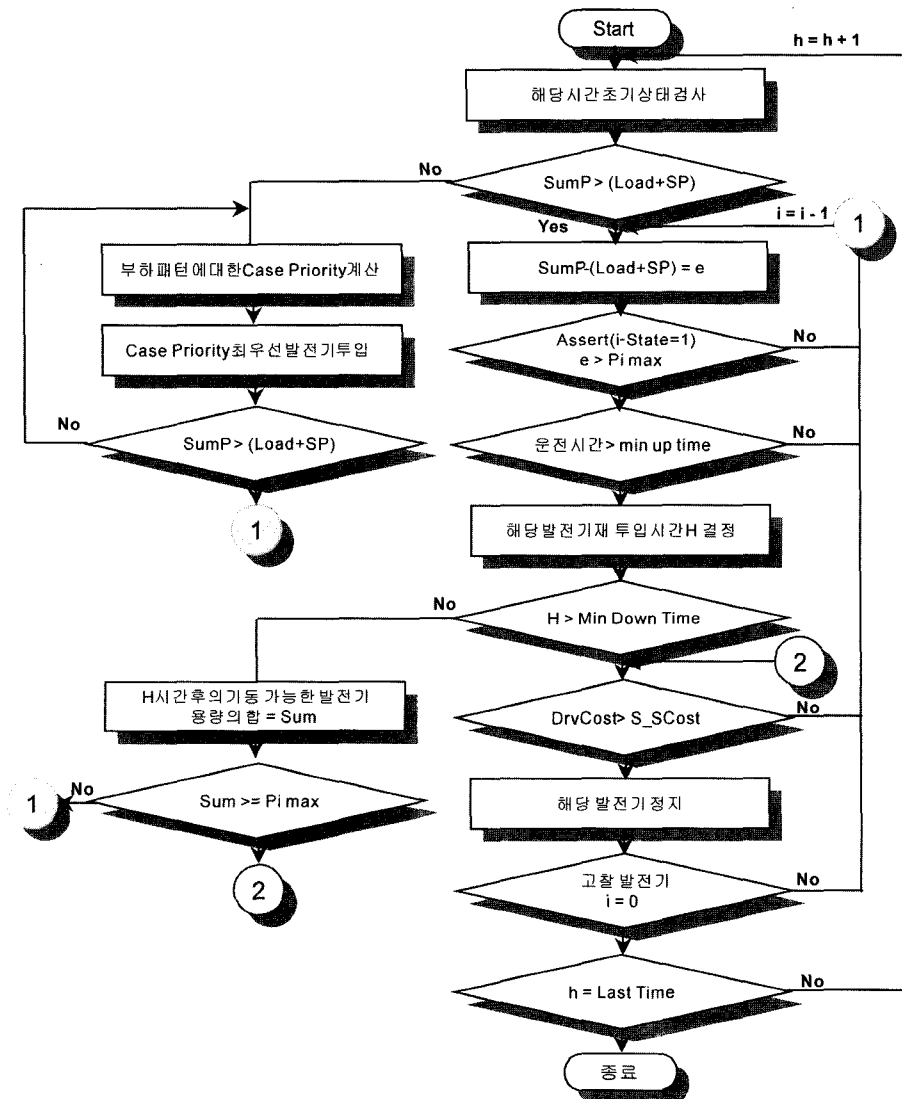 Start
h = h + 1
해당시간초기상태검사
No
SumP> (Load+SP)
Yes
i = i - 1
1
부하패턴에대한Case Priority계산
SumP-(Load+SP) = e
Case Priority최우선발전기투입
Assert(i-State=1)
e > Pi max
No
No
SumP> (Load+SP)
운전시간> min up time
No
1
해당발전기재 투입시간H 결정
No
H > Min Down Time
2
H시간후의기동 가능한 발전기
용량의합 = Sum
DrvCost> S_SCost
No
1
No
Sum >= Pi max
해당 발전기정지
2
고찰 발전기
i = 0
No
h = Last Time
No
종료